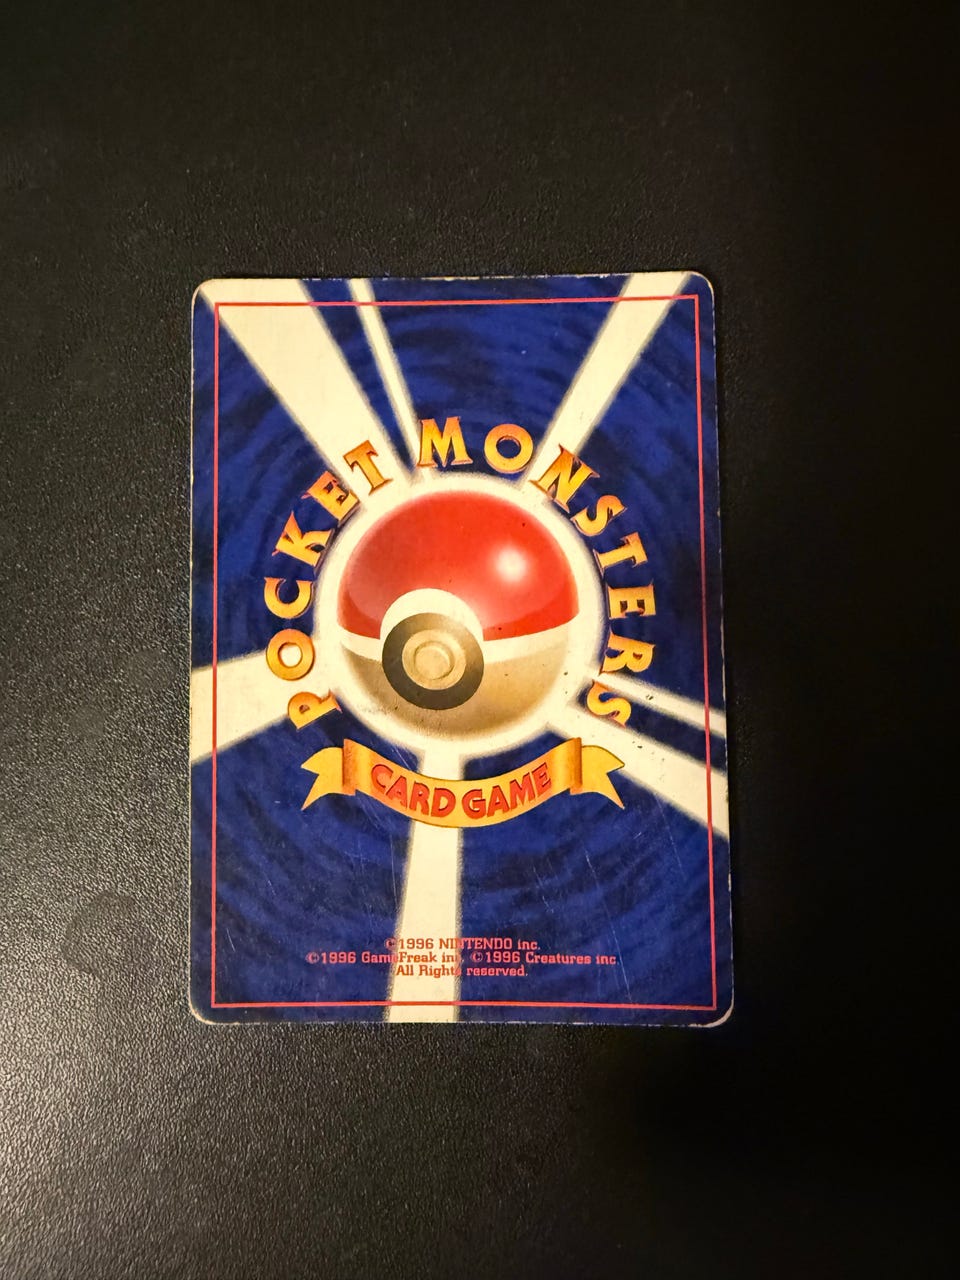 POCKET MONSTERS
CARD GAME
©1996 NINTENDO inc.
©1996 GameFreak inc. ©1996 Creatures inc.
All Rights reserved.